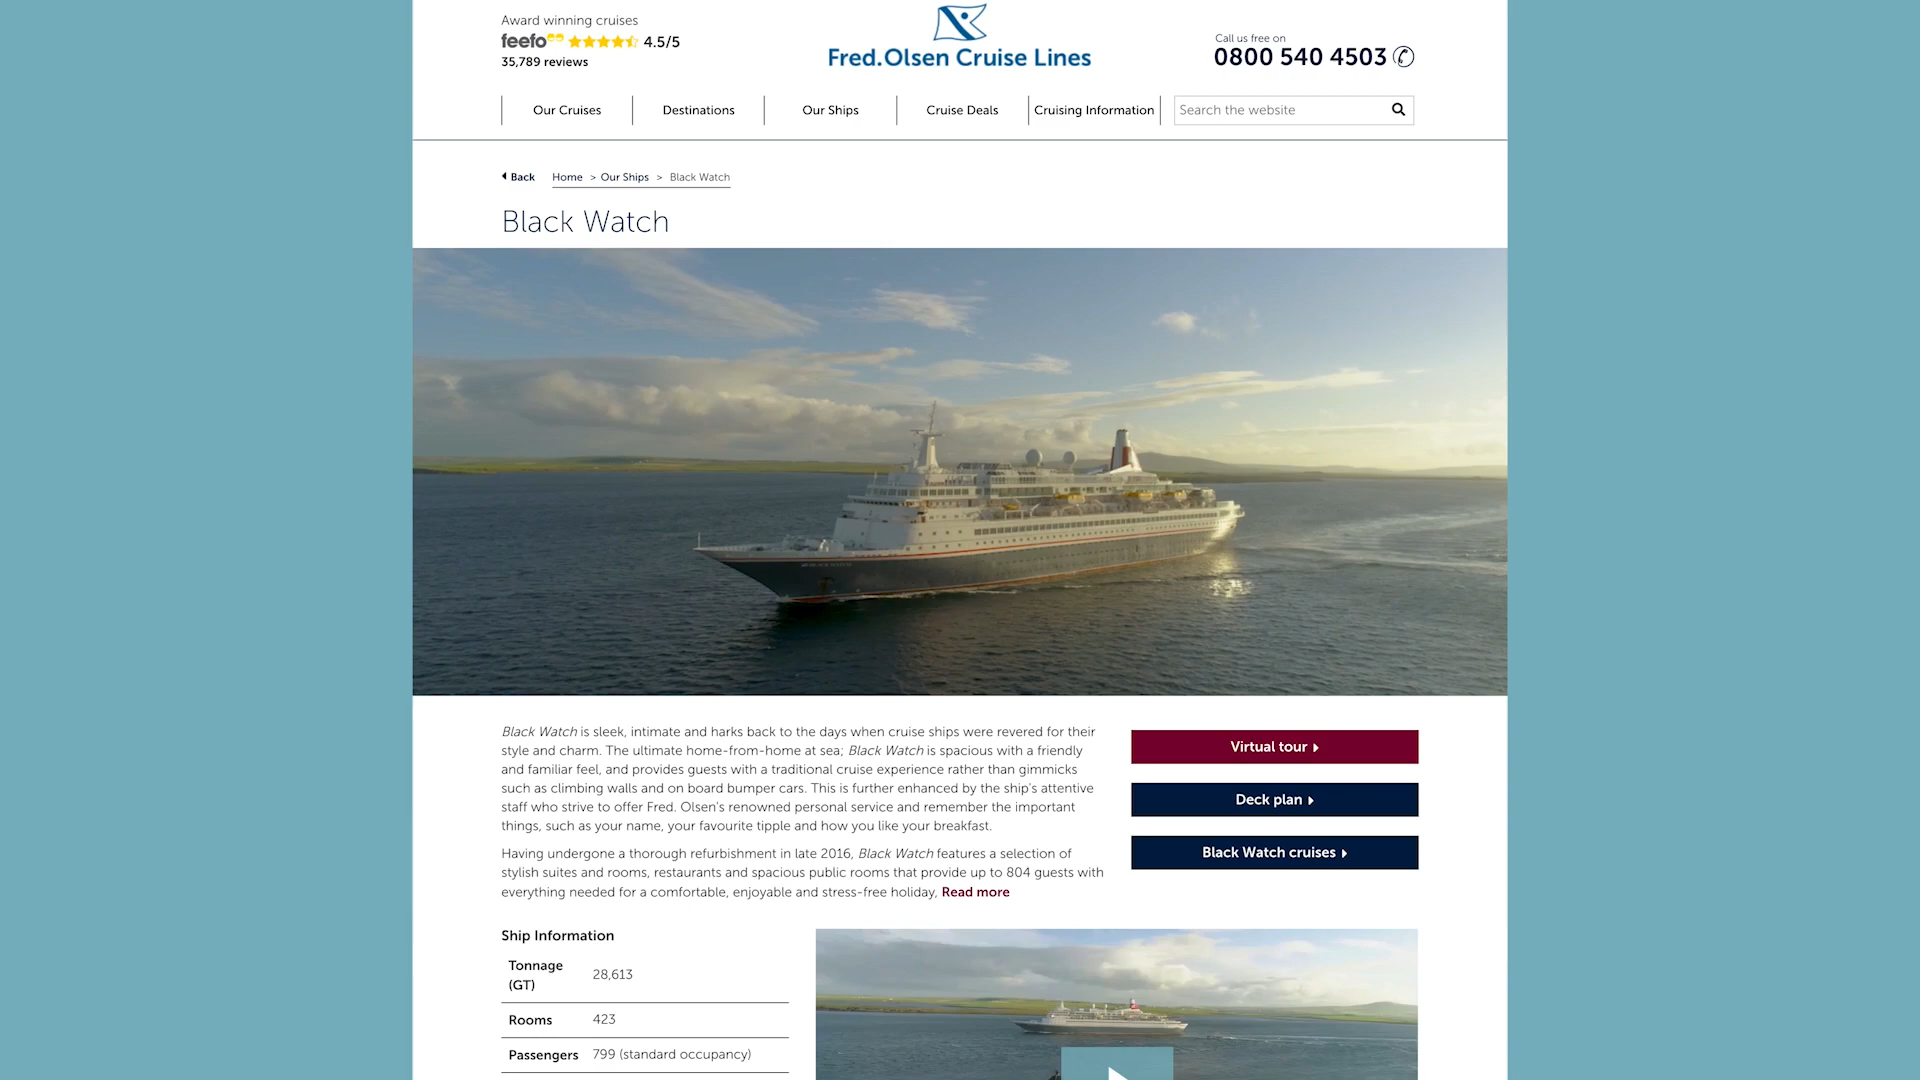 Award winning cruises
feefo 4.5/5
35,789 reviews
Fred.Olsen Cruise Lines
Call us free on
0800 540 4503
Our Cruises
Destinations
Our Ships
Cruise Deals
Cruising Information
Search the website
Back
Home > Our Ships > Black Watch
Black Watch
Black Watch is sleek, intimate and harks back to the days when cruise ships were revered for their
style and charm. The ultimate home-from-home at sea; Black Watch is spacious with a friendly
and familiar feel, and provides guests with a traditional cruise experience rather than gimmicks
such as climbing walls and on board bumper cars. This is further enhanced by the ship's attentive
staff who strive to offer Fred. Olsen's renowned personal service and remember the important
things, such as your name, your favourite tipple and how you like your breakfast.
Having undergone a thorough refurbishment in late 2016, Black Watch features a selection of
stylish suites and rooms, restaurants and spacious public rooms that provide up to 804 guests with
everything needed for a comfortable, enjoyable and stress-free holiday, Read more
Virtual tour
Deck plan
Black Watch cruises
Ship Information
Tonnage
(GT)
28,613
Rooms 423
Passengers 799 (standard occupancy)